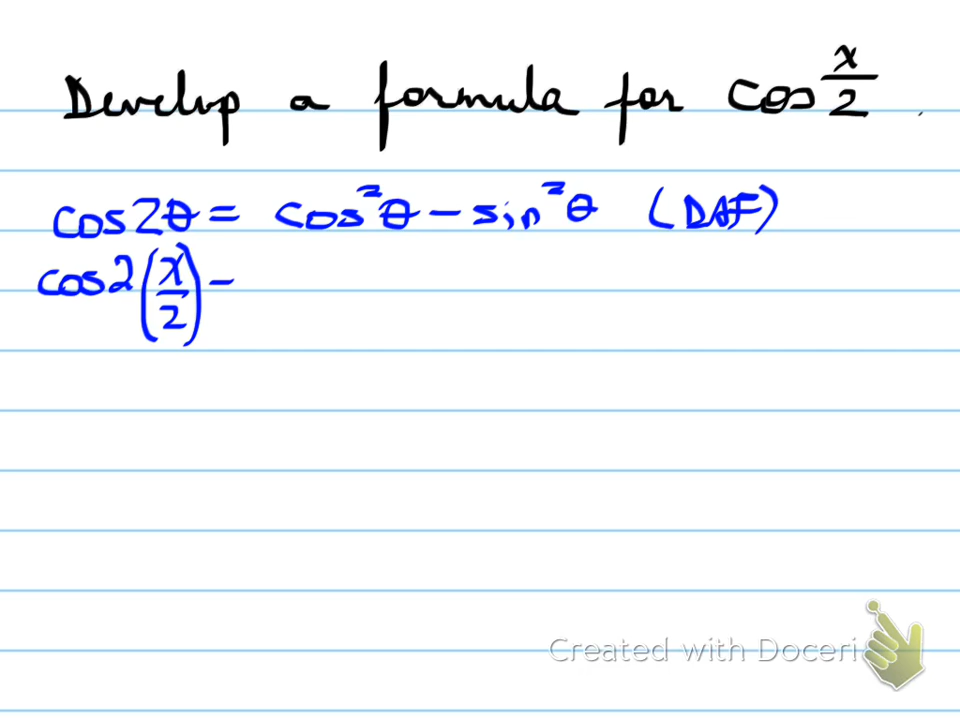 Develop a formula for cos x/2.
cos2θ = cos²θ - sin²θ (DAF)
cos2(x/2) =
Created with Doceri